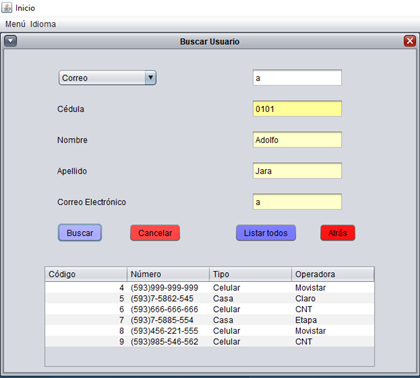 Inicio
Menú Idioma
Buscar Usuario
Correo a
Cédula 0101
Nombre Adolfo
Apellido Jara
Correo Electrónico a
Buscar Cancelar Listar todos Atrás
Código Número Tipo Operadora
4 (593)999-999-999 Celular Movistar
5 (593)7-5862-545 Casa Claro
6 (593)666-666-666 Celular CNT
7 (593)7-5885-554 Casa Etapa
8 (593)456-221-555 Celular Movistar
9 (593)985-546-562 Celular CNT